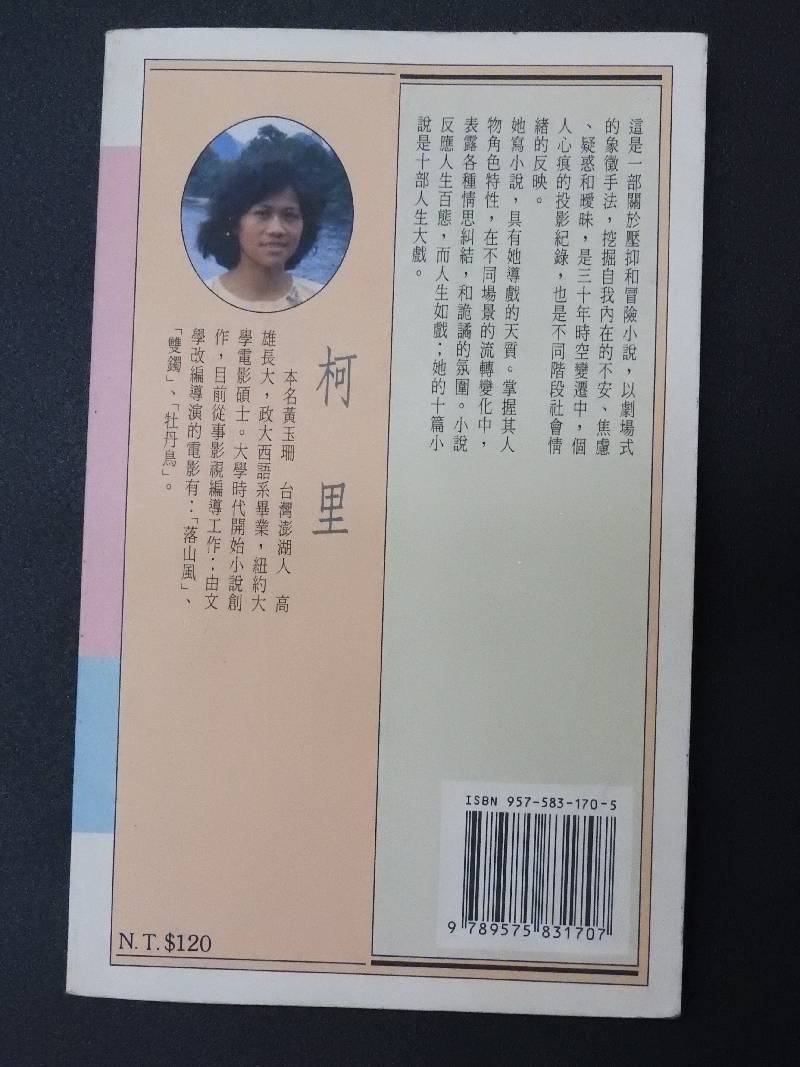 這是一部關於壓抑和冒險小說，以劇場式
的象徵手法，挖掘自我內在的不安、焦慮
、疑惑和曖昧，是三十年時空變遷中，個
人心痕的投影紀錄，也是不同階段社會情
緒的反映。
她寫小說，具有她導戲的天質。掌握其人
物角色特性，在不同場景的流轉變化中，
表露各種情思糾結，和詭譎的氛圍。小說
反應人生百態，而人生如戲；她的十篇小
說是十部人生大戲。
柯里
本名黃玉珊　台灣澎湖人　高
雄長大，政大西語系畢業，紐約大
學電影碩士。大學時代開始小說創
作，目前從事影視編導工作；由文
學改編導演的電影有：「落山風」、
「雙鐲」、「牡丹鳥」。
ISBN 957-583-170-5
9 789575 831707
N.T.$120